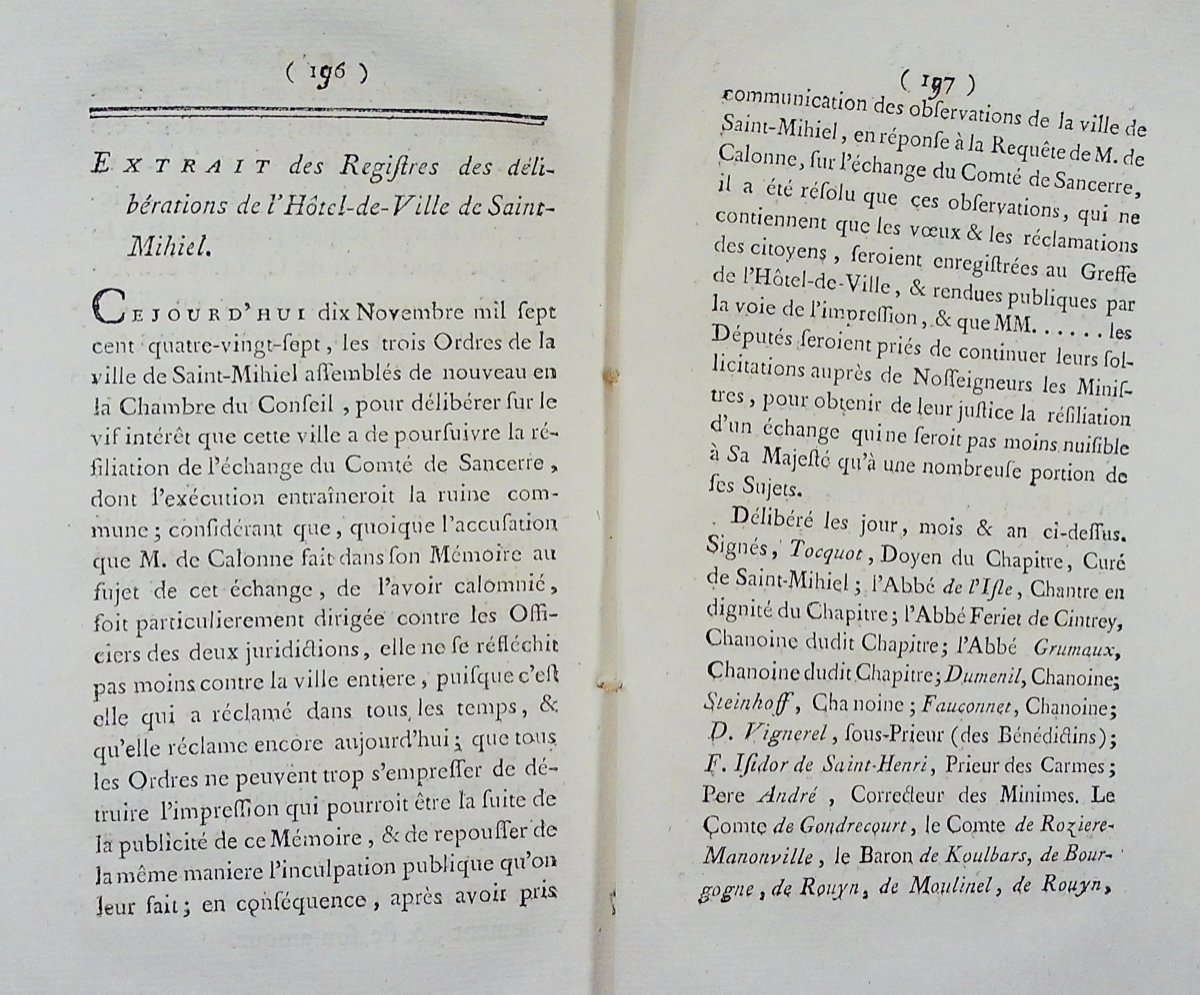 ( 196 )
EXTRAIT des Regiſtres des déli-
bérations de l'Hôtel-de-Ville de Saint-
Mihiel.
CEJOURD'HUI dix Novembre mil ſept
cent quatre-vingt-ſept, les trois Ordres de la
ville de Saint-Mihiel aſſemblés de nouveau en
la Chambre du Conſeil, pour délibérer ſur le
vif intérêt que cette ville a de pourſuivre la ré-
ſiliation de l'échange du Comté de Sancerre,
dont l'exécution entraîneroit la ruine com-
mune; conſidérant que, quoique l'accuſation
que M. de Calonne fait dans ſon Mémoire au
ſujet de cet échange, de l'avoir calomnié,
ſoit particulierement dirigée contre les Offi-
ciers des deux juridictions, elle ne ſe réfléchit
pas moins contre la ville entiere, puiſque c'eſt
elle qui a réclamé dans tous les temps, &
qu'elle réclame encore aujourd'hui; que tous
les Ordres ne peuvent trop s'empreſſer de dé-
truire l'impreſſion qui pourroit être la ſuite de
la publicité de ce Mémoire, & de repouſſer de
la même maniere l'inculpation publique qu'on
leur fait; en conſéquence, après avoir pris
( 197 )
communication des obſervations de la ville de
Saint-Mihiel, en réponſe à la Requête de M. de
Calonne, ſur l'échange du Comté de Sancerre,
il a été réſolu que ces obſervations, qui ne
contiennent que les vœux & les réclamations
des citoyens, ſeroient enregiſtrées au Greffe
de l'Hôtel-de-Ville, & rendues publiques par
la voie de l'impreſſion, & que MM. . . . . . les
Députés ſeroient priés de continuer leurs ſol-
licitations auprès de Noſſeigneurs les Miniſ-
tres, pour obtenir de leur juſtice la réſiliation
d'un échange qui ne ſeroit pas moins nuiſible
à Sa Majeſté qu'à une nombreuſe portion de
ſes Sujets.
Délibéré les jour, mois & an ci-deſſus.
Signés, Tocquot, Doyen du Chapitre, Curé
de Saint-Mihiel; l'Abbé de l'Iſle, Chantre en
dignité du Chapitre; l'Abbé Feriet de Cintrey,
Chanoine dudit Chapitre; l'Abbé Grumaux,
Chanoine dudit Chapitre; Dumenil, Chanoine;
Steinhoff, Chanoine; Fauconnet, Chanoine;
D. Vignerel, ſous-Prieur (des Bénédictins);
F. Iſidor de Saint-Henri, Prieur des Carmes;
Pere André, Correcteur des Minimes. Le
Comte de Gondrecourt, le Comte de Roziere-
Manonville, le Baron de Koulbars, de Bour-
gogne, de Rouyn, de Moulinel, de Rouyn,